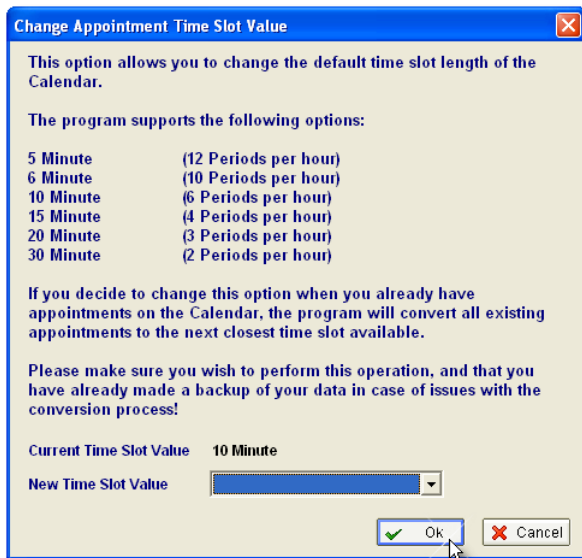 Change Appointment Time Slot Value
This option allows you to change the default time slot length of the
Calendar.
The program supports the following options:
5 Minute (12 Periods per hour)
6 Minute (10 Periods per hour)
10 Minute (6 Periods per hour)
15 Minute (4 Periods per hour)
20 Minute (3 Periods per hour)
30 Minute (2 Periods per hour)
If you decide to change this option when you already have
appointments on the Calendar, the program will convert all existing
appointments to the next closest time slot available.
Please make sure you wish to perform this operation, and that you
have already made a backup of your data in case of issues with the
conversion process!
Current Time Slot Value 10 Minute
New Time Slot Value
Ok Cancel